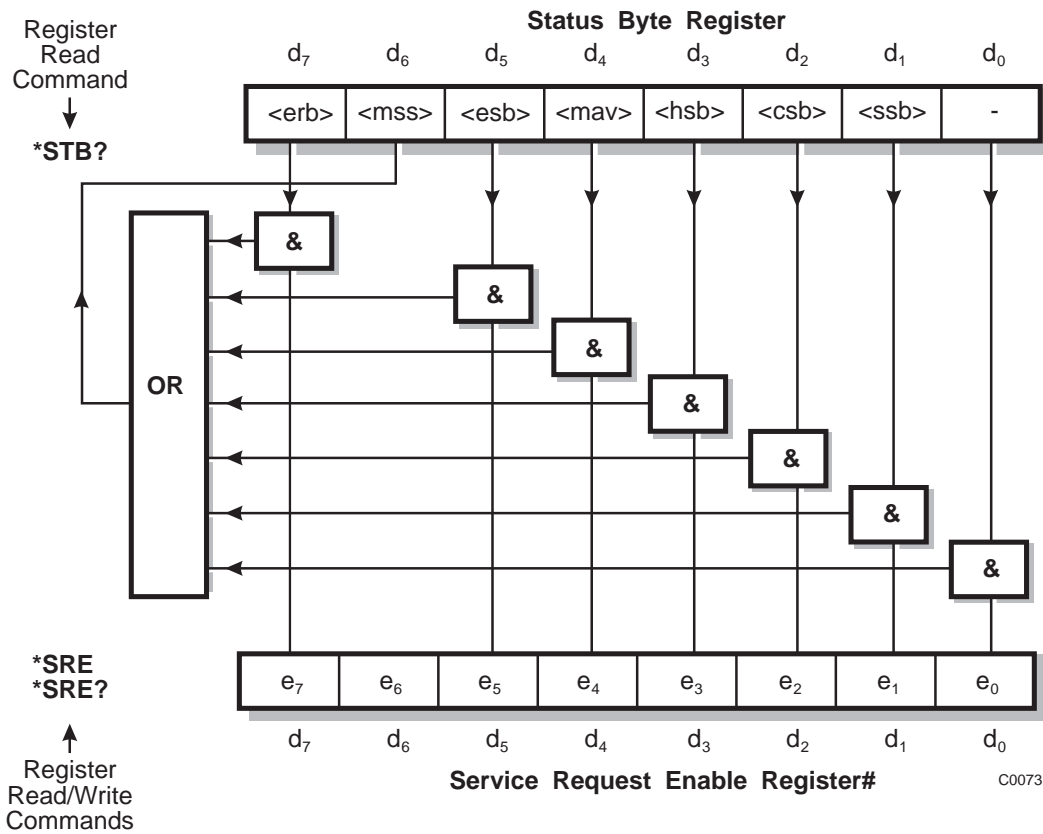 Status Byte Register
Register
Read
Command
d₇ d₆ d₅ d₄ d₃ d₂ d₁ d₀
<erb> <mss> <esb> <mav> <hsb> <csb> <ssb> -
*STB?
&
&
&
OR
&
&
&
&
*SRE
*SRE?
e₇ e₆ e₅ e₄ e₃ e₂ e₁ e₀
d₇ d₆ d₅ d₄ d₃ d₂ d₁ d₀
Register
Read/Write
Commands
Service Request Enable Register#
C0073